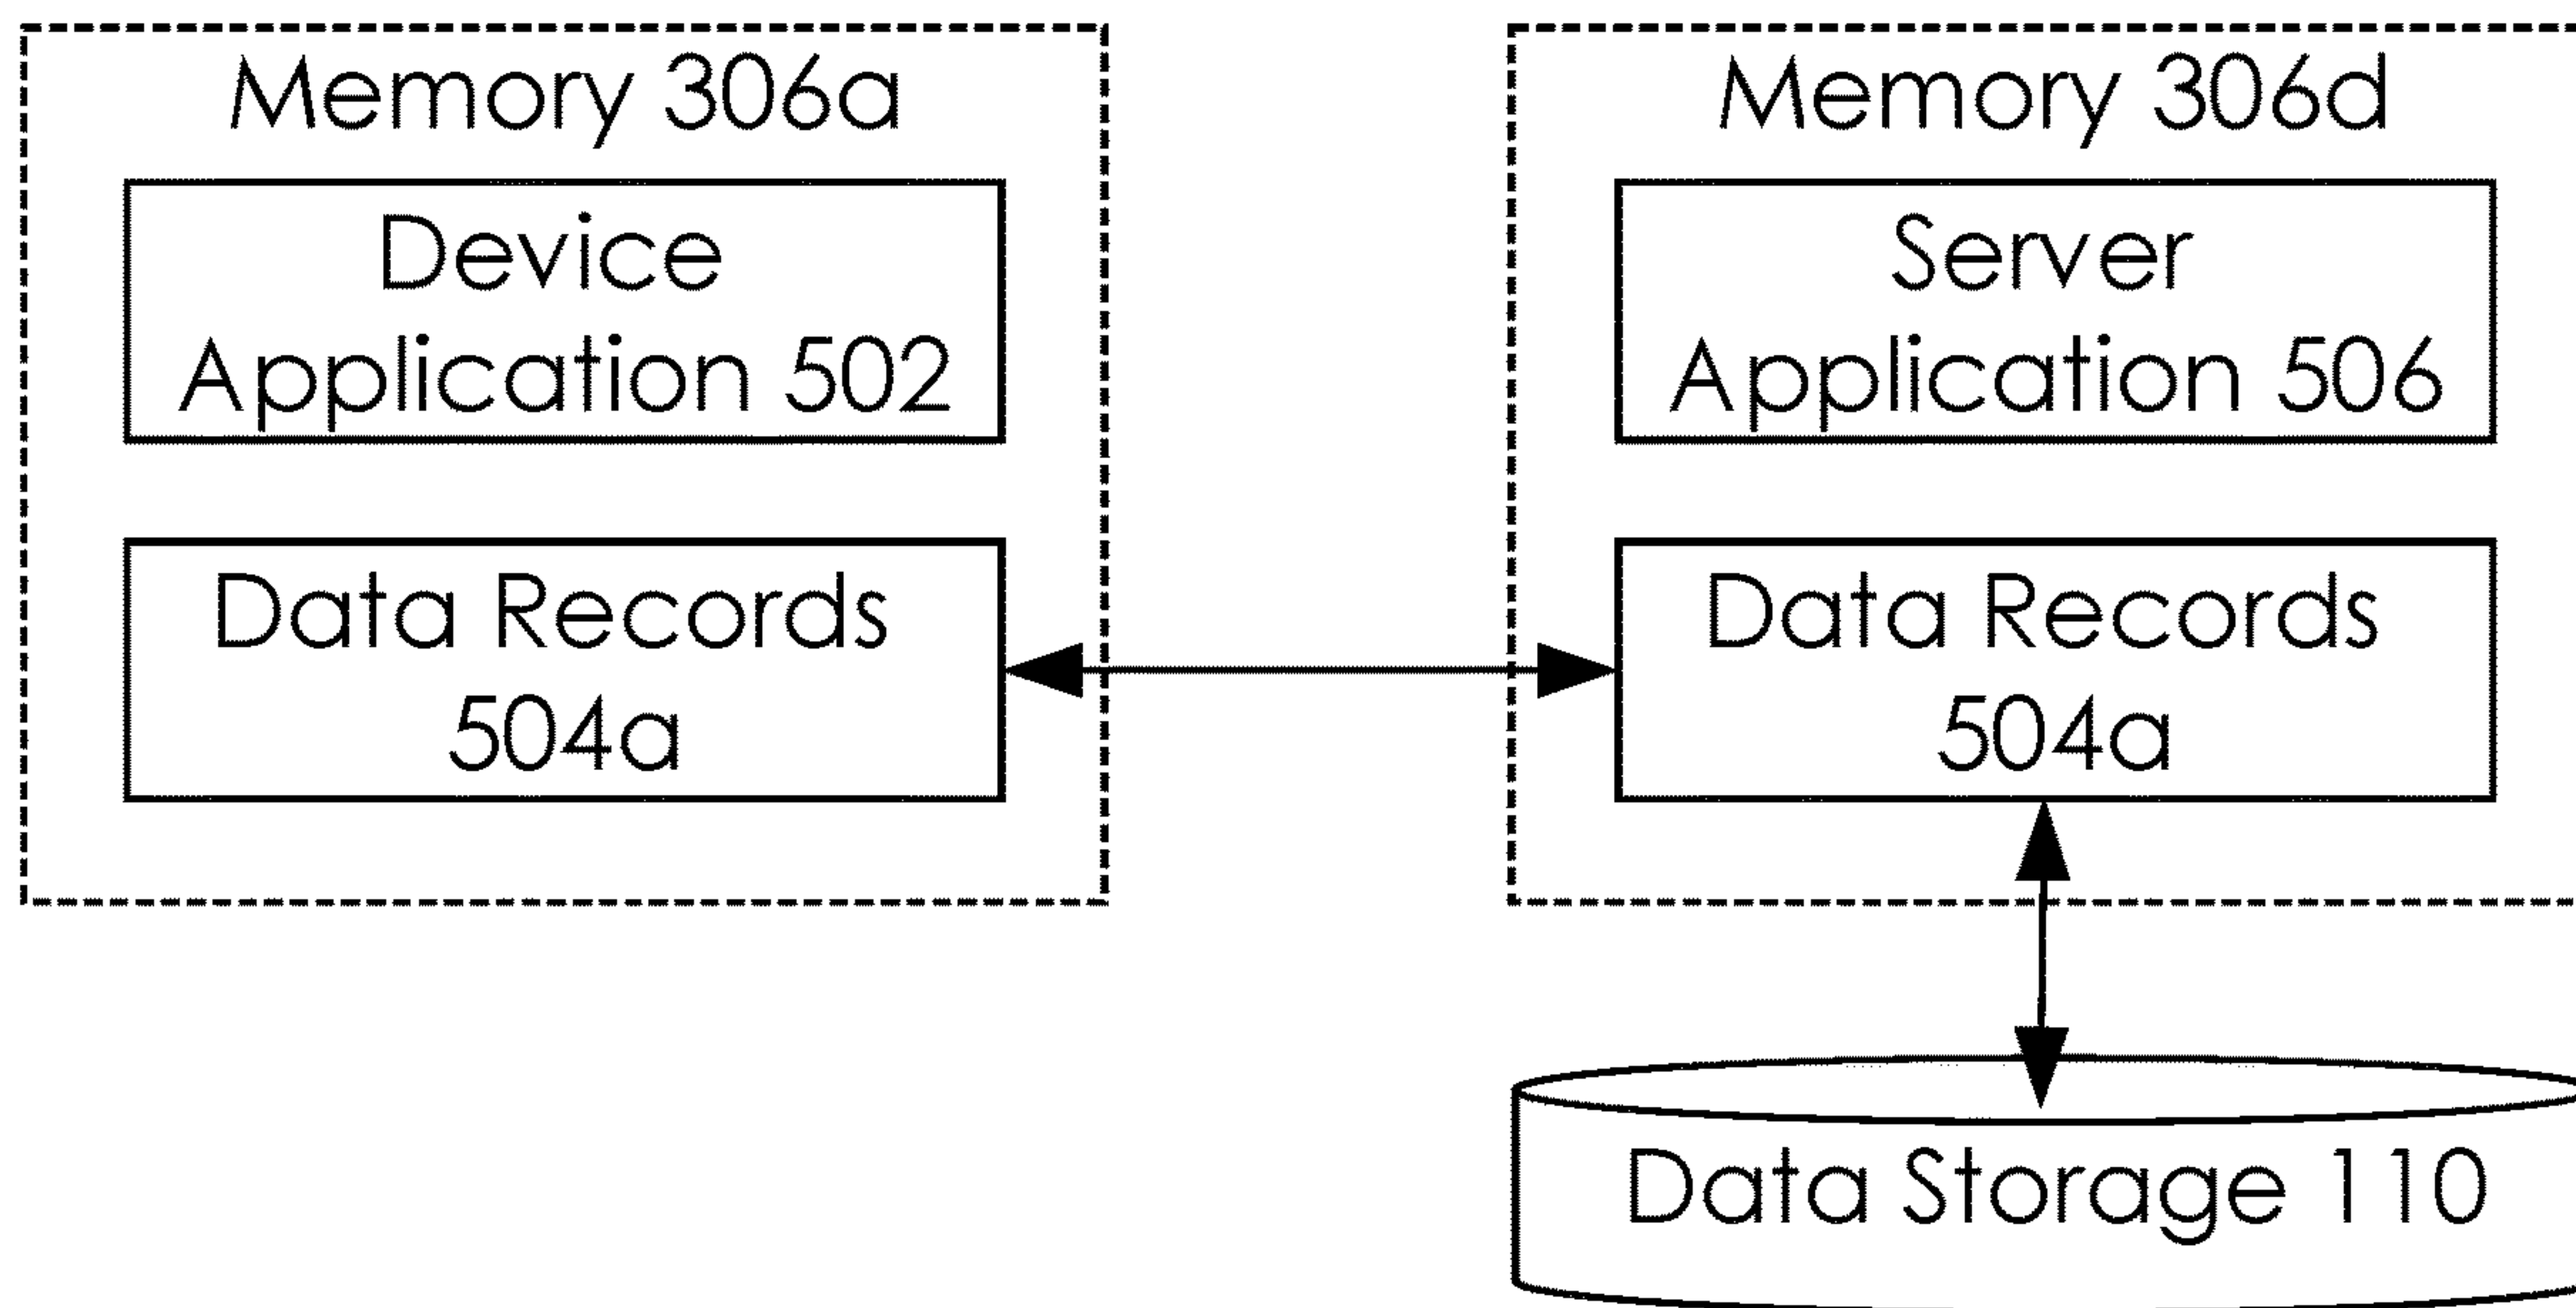 Memory 306a
Device
Application 502
Data Records
504a
Memory 306d
Server
Application 506
Data Records
504a
Data Storage 110